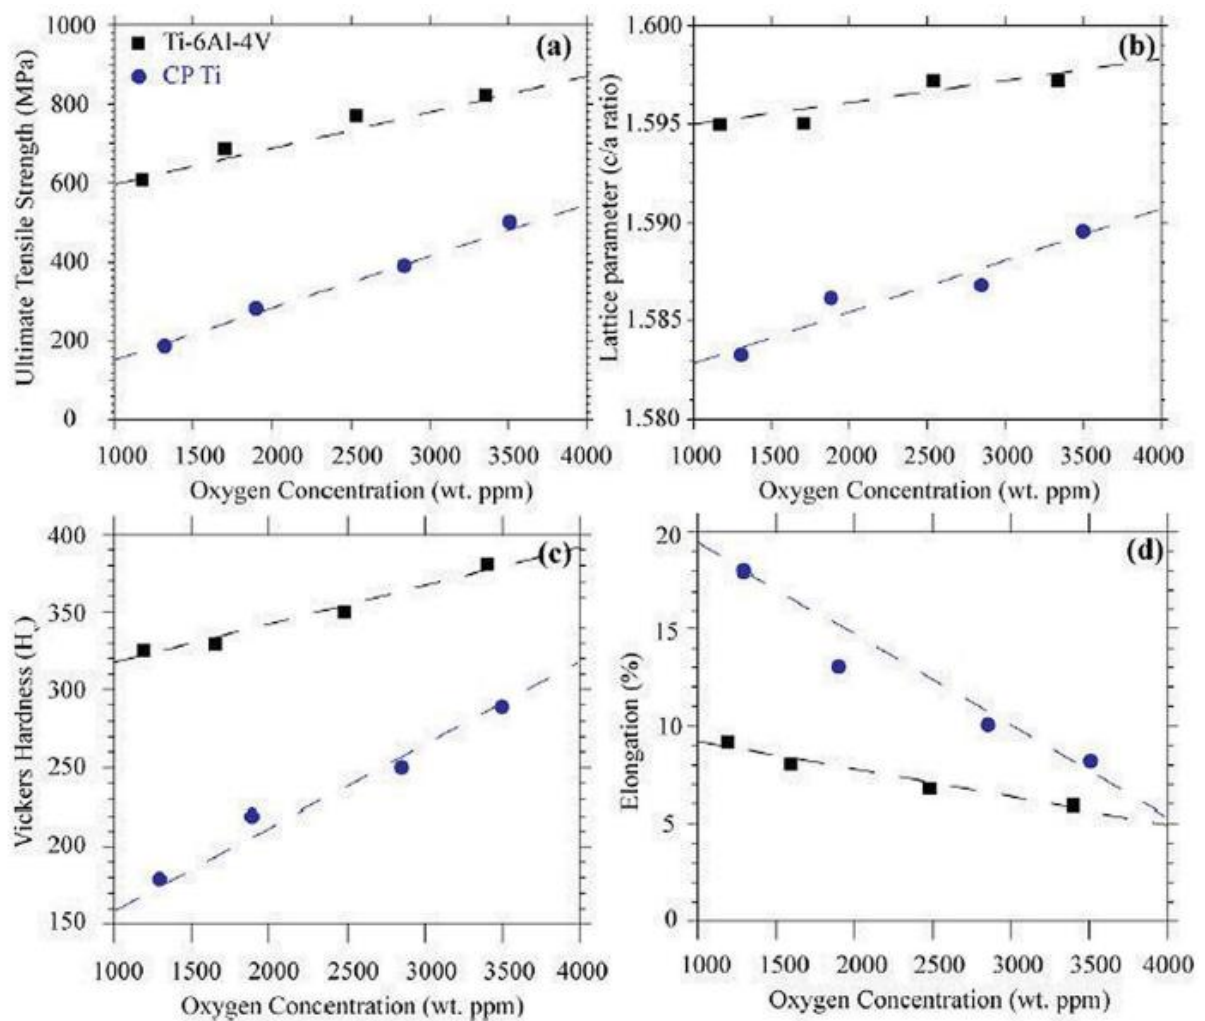 1000
800
600
400
200
0
Ultimate Tensile Strength (MPa)
Ti-6Al-4V
CP Ti
(a)
1000 1500 2000 2500 3000 3500 4000
Oxygen Concentration (wt. ppm)
1.600
1.595
1.590
1.585
1.580
Lattice parameter (c/a ratio)
(b)
1000 1500 2000 2500 3000 3500 4000
Oxygen Concentration (wt. ppm)
400
350
300
250
200
150
Vickers Hardness (Hv)
(c)
1000 1500 2000 2500 3000 3500 4000
Oxygen Concentration (wt. ppm)
20
15
10
5
0
Elongation (%)
(d)
1000 1500 2000 2500 3000 3500 4000
Oxygen Concentration (wt. ppm)